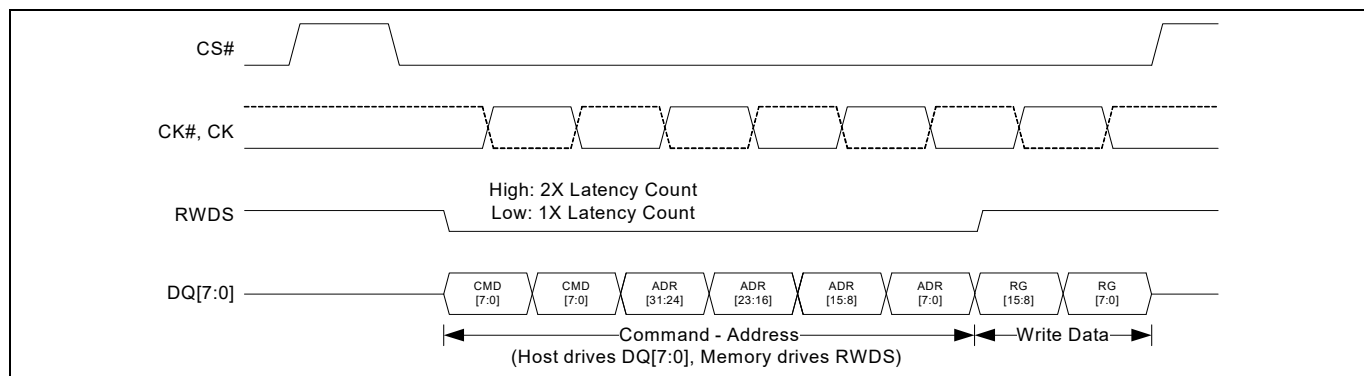 CS#
CK#, CK
High: 2X Latency Count
Low: 1X Latency Count
RWDS
DQ[7:0]
CMD [7:0]
CMD [7:0]
ADR [31:24]
ADR [23:16]
ADR [15:8]
ADR [7:0]
RG [15:8]
RG [7:0]
Command - Address
Write Data
(Host drives DQ[7:0], Memory drives RWDS)